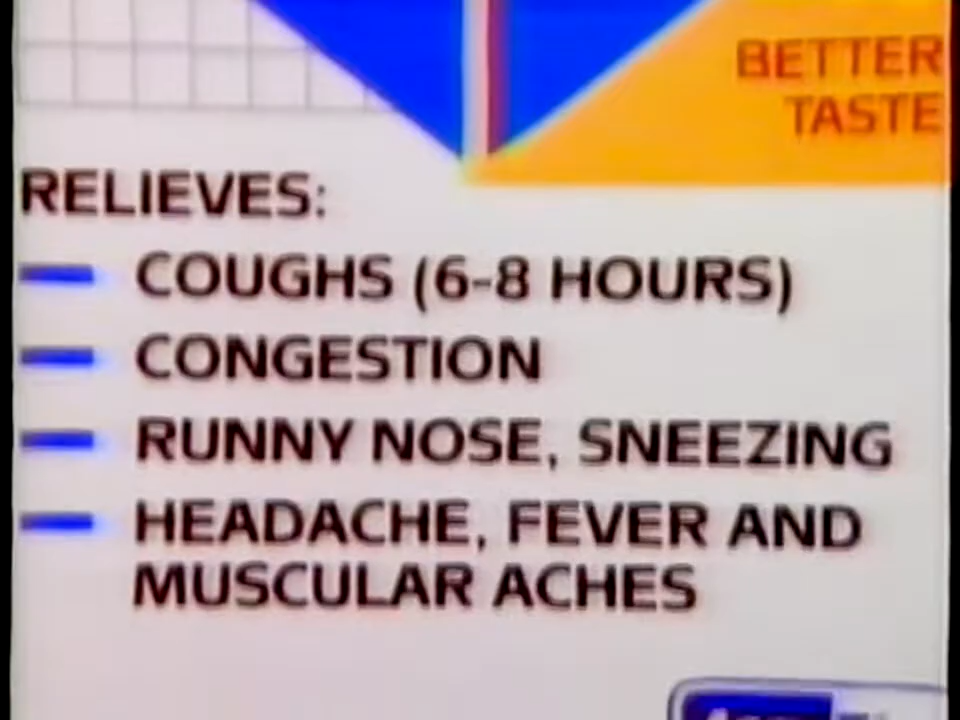 BETTER
TASTE
RELIEVES:
COUGHS (6-8 HOURS)
CONGESTION
RUNNY NOSE, SNEEZING
HEADACHE, FEVER AND
MUSCULAR ACHES